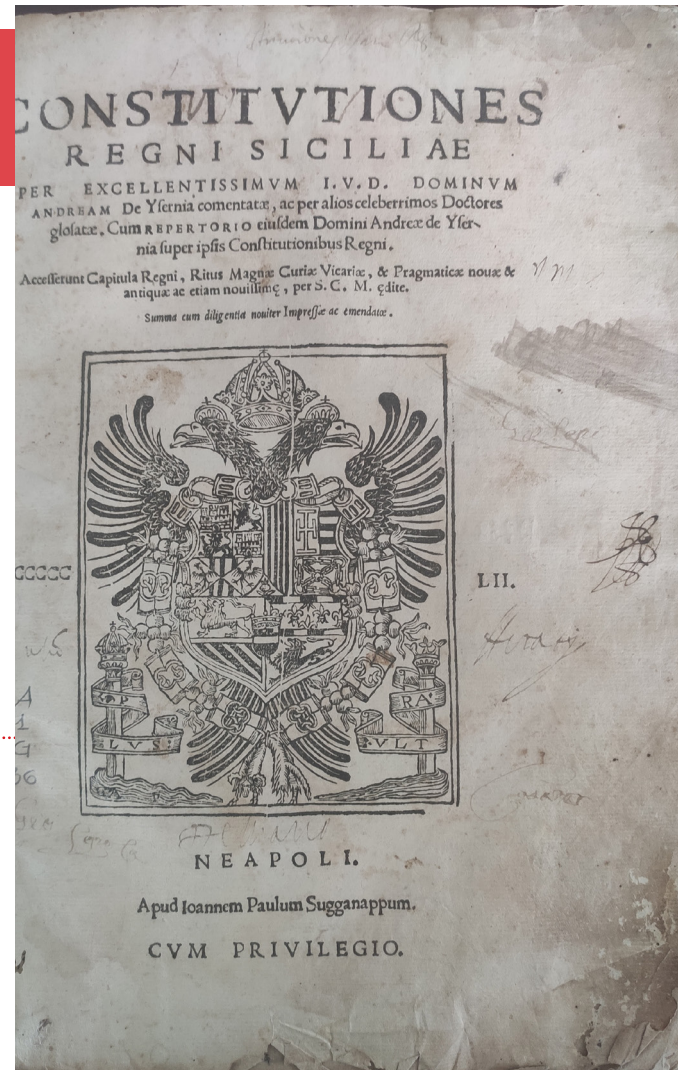 CONSTITVTIONES
REGNI SICILIAE
PER EXCELLENTISSIMVM I. V. D. DOMINVM
ANDREAM De Yſernia comentatæ, ac per alios celeberrimos Doctores
gloſatæ. Cum REPERTORIO eiuſdem Domini Andreæ de Yſer-
nia ſuper ipſis Conſtitutionibus Regni.
Acceſſerunt Capitula Regni, Ritus Magnæ Curiæ Vicariæ, & Pragmaticæ nouæ &
antiquæ ac etiam nouiſſimę, per S. C. M. ędite.
Summa cum diligentia nouiter Impreſſæ ac emendatæ.
CCCCC LII.
P RA'
LVS: VLT
NEAPOLI.
Apud Ioannem Paulum Sugganappum.
CVM PRIVILEGIO.